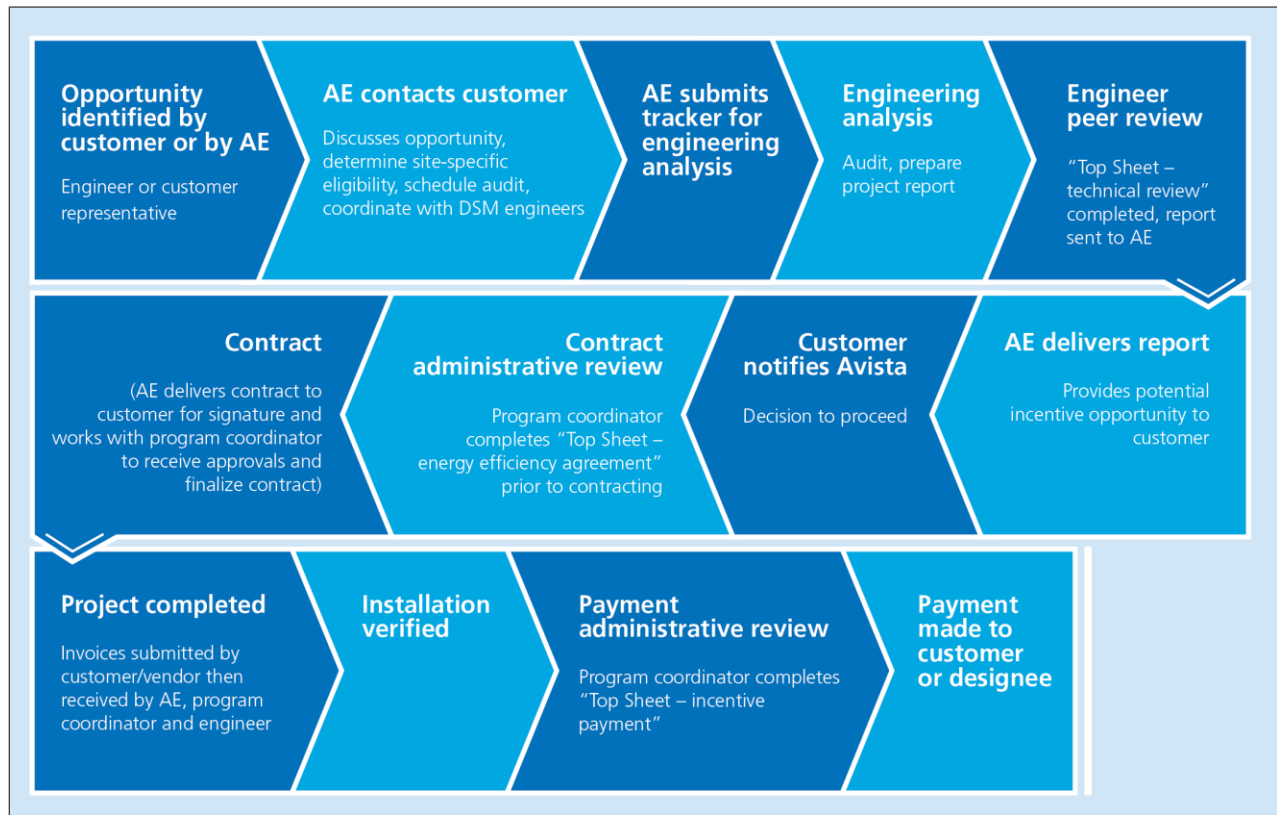 Opportunity
identified by
customer or by AE
Engineer or customer
representative
AE contacts customer
Discusses opportunity,
determine site-specific
eligibility, schedule audit,
coordinate with DSM engineers
AE submits
tracker for
engineering
analysis
Engineering
analysis
Audit, prepare
project report
Engineer
peer review
“Top Sheet –
technical review”
completed, report
sent to AE
AE delivers report
Provides potential
incentive opportunity to
customer
Customer
notifies Avista
Decision to proceed
Contract
administrative review
Program coordinator
completes “Top Sheet –
energy efficiency agreement”
prior to contracting
Contract
(AE delivers contract to
customer for signature and
works with program coordinator
to receive approvals and
finalize contract)
Project completed
Invoices submitted by
customer/vendor then
received by AE, program
coordinator and engineer
Installation
verified
Payment
administrative review
Program coordinator completes
“Top Sheet – incentive
payment”
Payment
made to
customer
or designee